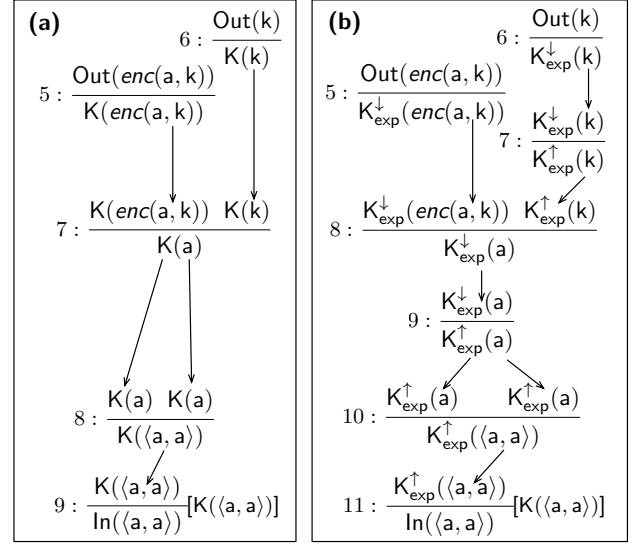 (a)
6 : Out(k)
K(k)
5 : Out(enc(a, k))
K(enc(a, k))
7 : K(enc(a, k)) K(k)
K(a)
8 : K(a) K(a)
K(⟨a, a⟩)
9 : K(⟨a, a⟩)
In(⟨a, a⟩) [K(⟨a, a⟩)]
(b)
6 : Out(k)
K↓exp(k)
5 : Out(enc(a, k))
K↓exp(enc(a, k))
7 : K↓exp(k)
K↑exp(k)
8 : K↓exp(enc(a, k)) K↑exp(k)
K↓exp(a)
9 : K↓exp(a)
K↑exp(a)
10 : K↑exp(a) K↑exp(a)
K↑exp(⟨a, a⟩)
11 : K↑exp(⟨a, a⟩)
In(⟨a, a⟩) [K(⟨a, a⟩)]